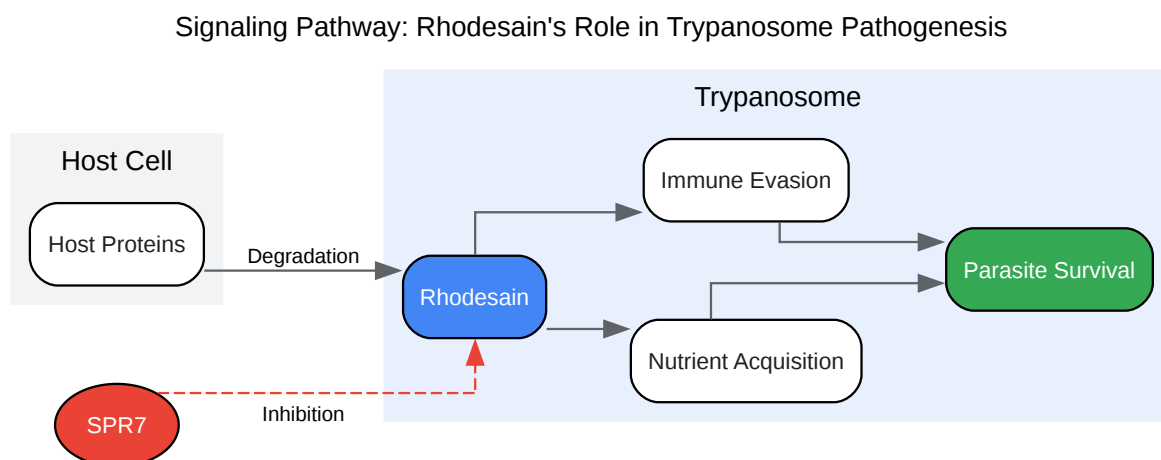 Signaling Pathway: Rhodesain's Role in Trypanosome Pathogenesis
Trypanosome
Host Cell
Immune Evasion
Host Proteins
Degradation
Rhodesain
Parasite Survival
Nutrient Acquisition
Inhibition
SPR7